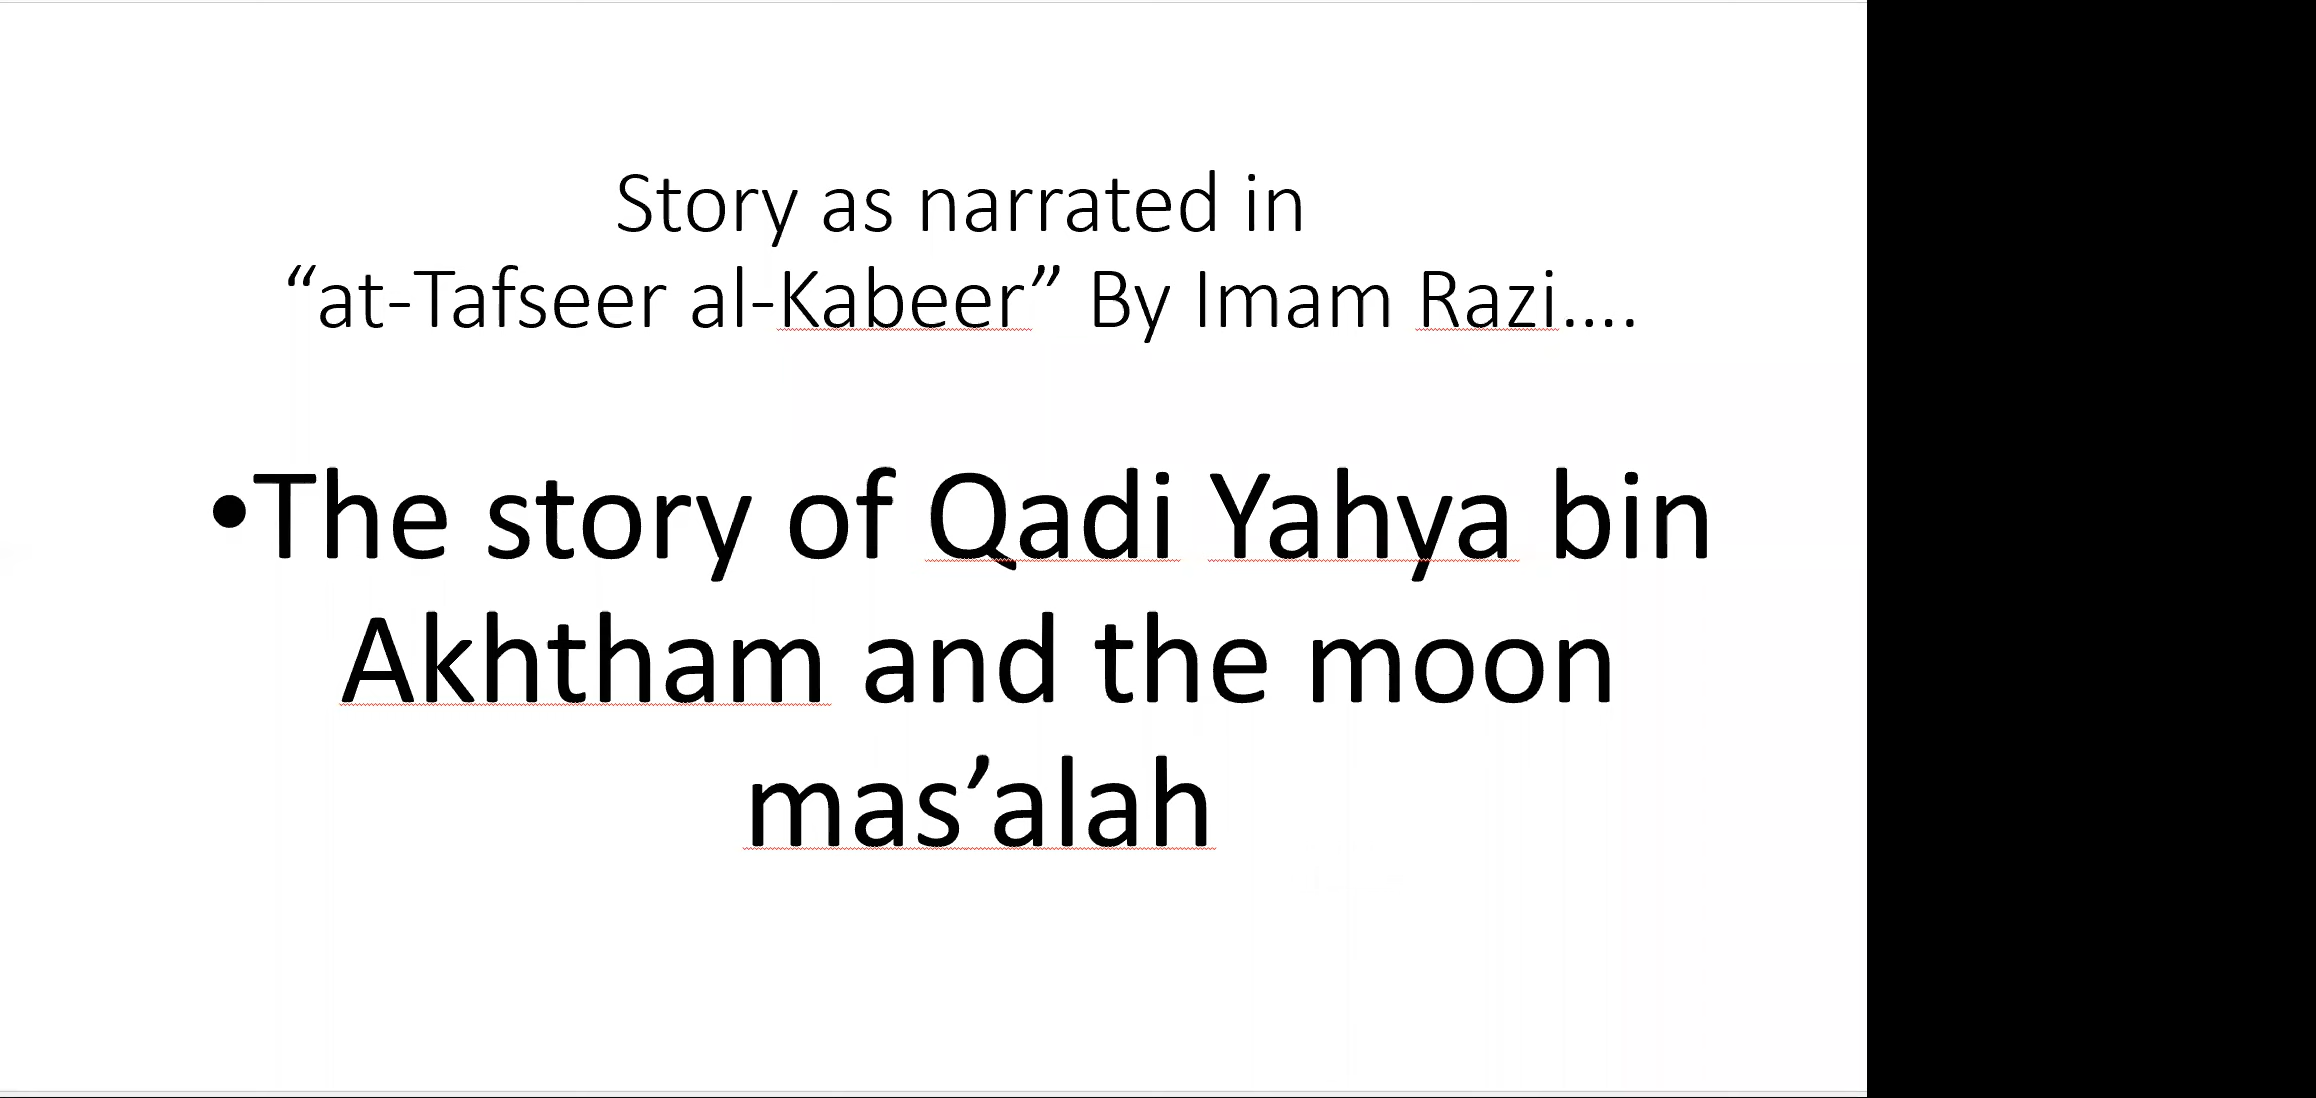 Story as narrated in
“at-Tafseer al-Kabeer” By Imam Razi....
•The story of Qadi Yahya bin
Akhtham and the moon
mas’alah